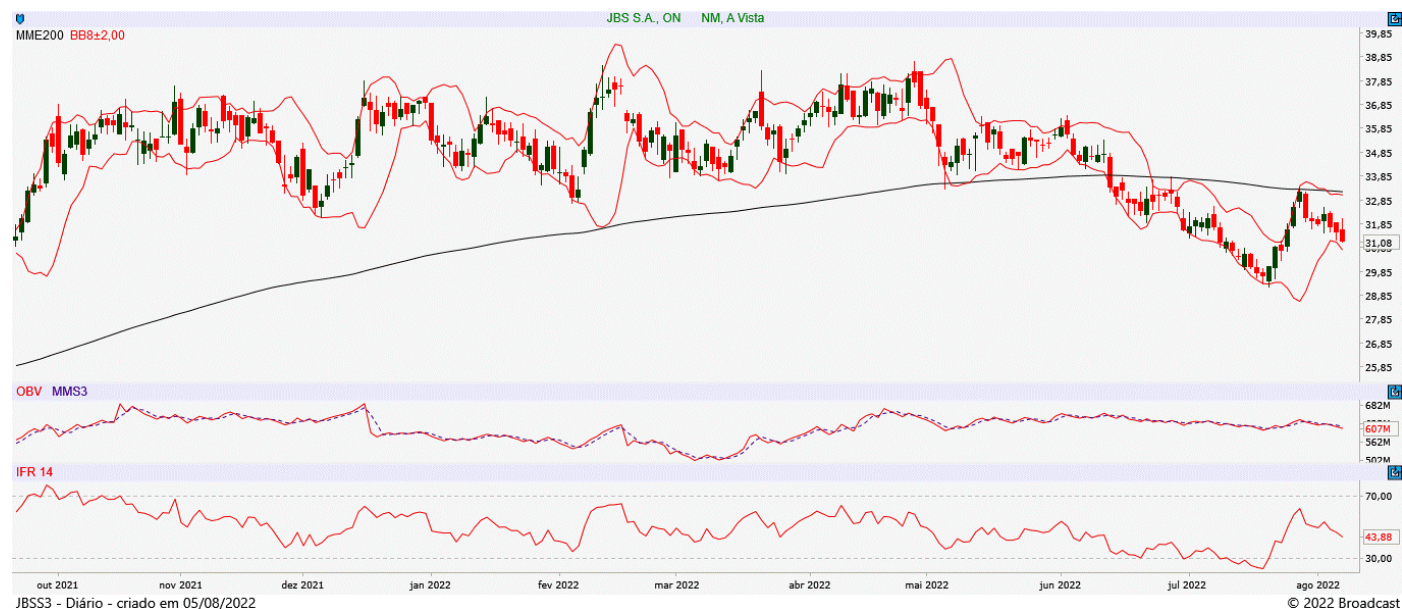 JBS S.A., ON NM, A Vista
MME200 BB8±2,00
39,85
38,85
37,85
36,85
35,85
34,85
33,85
32,85
31,85
31,08
29,85
28,85
27,85
26,85
25,85
OBV MMS3
682M
607M
562M
502M
IFR 14
70,00
43,88
30,00
out 2021 nov 2021 dez 2021 jan 2022 fev 2022 mar 2022 abr 2022 mai 2022 jun 2022 jul 2022 ago 2022
JBSS3 - Diário - criado em 05/08/2022 © 2022 Broadcast